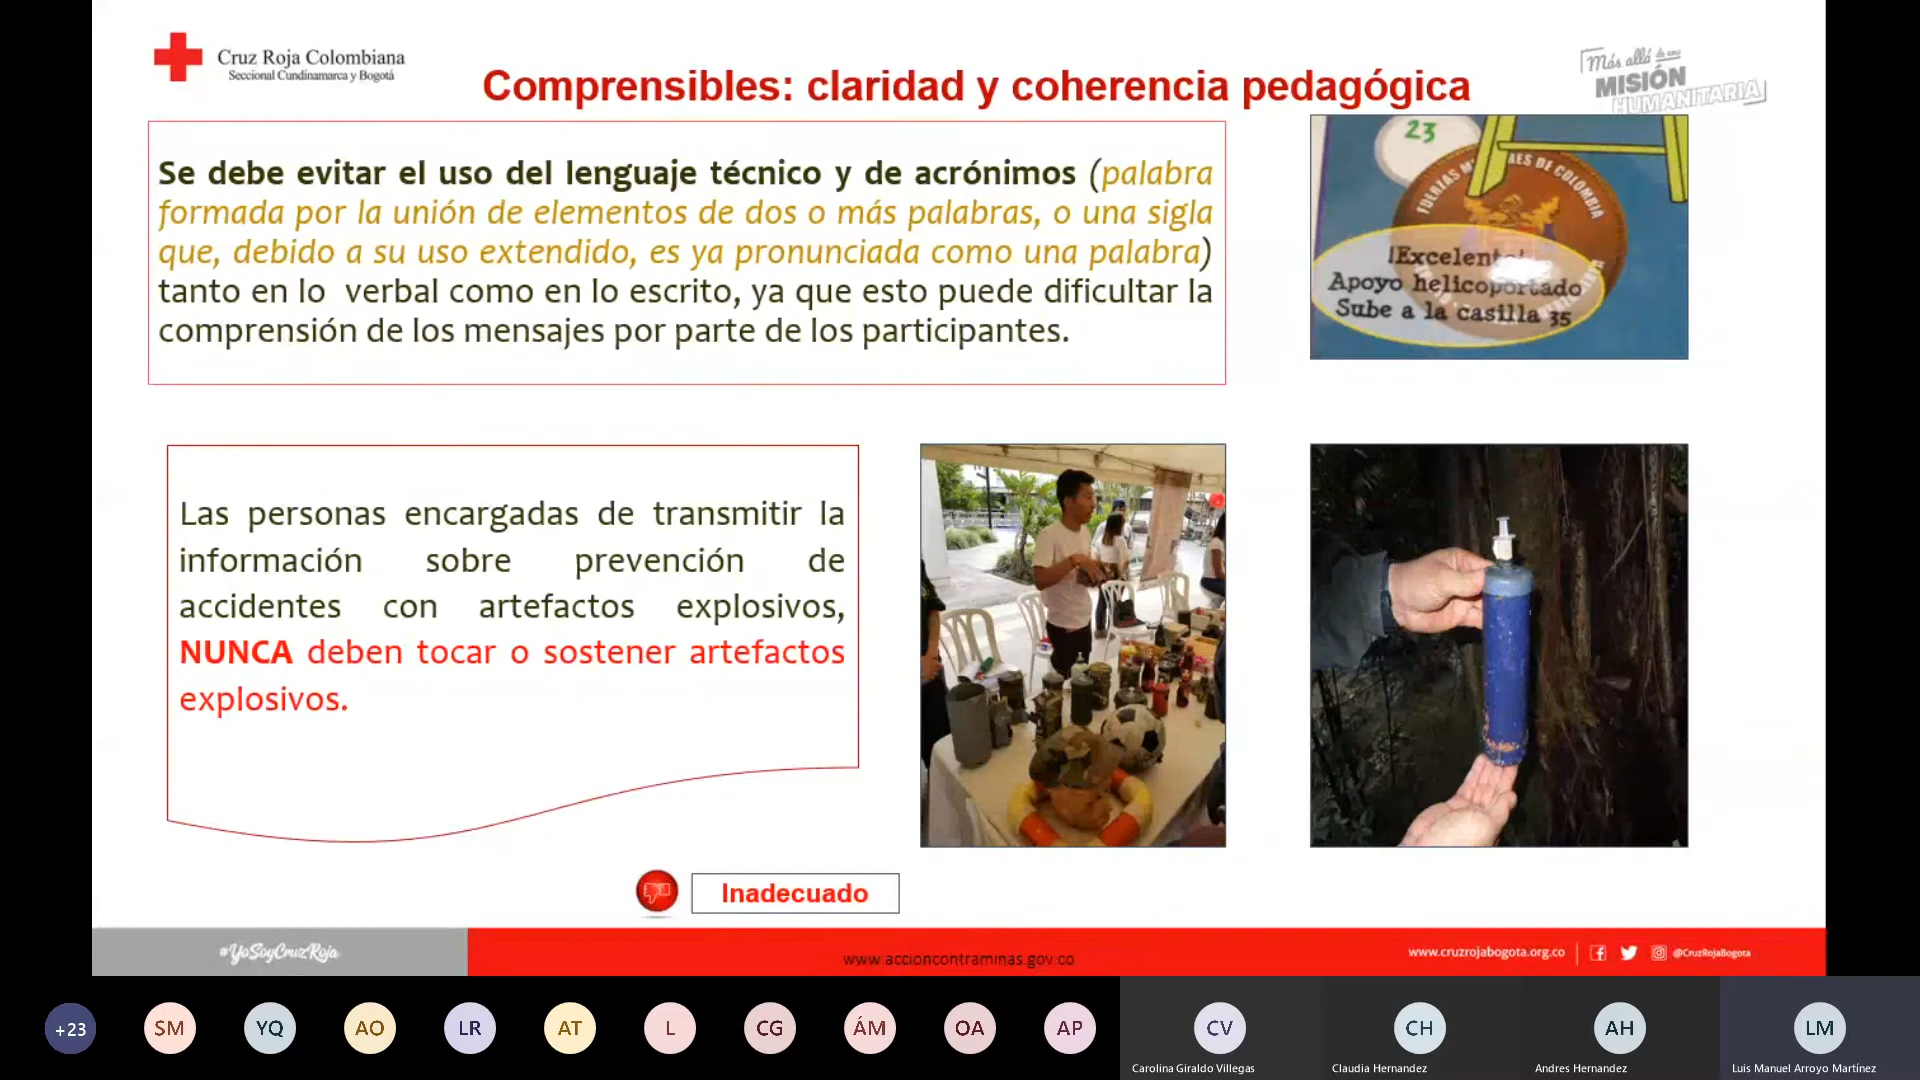 Cruz Roja Colombiana
Seccional Cundinamarca y Bogotá
Comprensibles: claridad y coherencia pedagógica
Más allá de una
MISIÓN
HUMANITARIA
Se debe evitar el uso del lenguaje técnico y de acrónimos (palabra
formada por la unión de elementos de dos o más palabras, o una sigla
que, debido a su uso extendido, es ya pronunciada como una palabra)
tanto en lo verbal como en lo escrito, ya que esto puede dificultar la
comprensión de los mensajes por parte de los participantes.
23
DE COLOMBIA
¡Excelente!
Apoyo helicoportado
Sube a la casilla 35
Las personas encargadas de transmitir la
información sobre prevención de
accidentes con artefactos explosivos,
NUNCA deben tocar o sostener artefactos
explosivos.
Inadecuado
#YoSoyCruzRoja
www.accioncontraminas.gov.co
www.cruzrojabogota.org.co
@CruzRojaBogota
+23
SM
YQ
AO
LR
AT
L
CG
ÁM
OA
AP
CV
CH
AH
LM
Carolina Giraldo Villegas
Claudia Hernandez
Andres Hernandez
Luis Manuel Arroyo Martínez